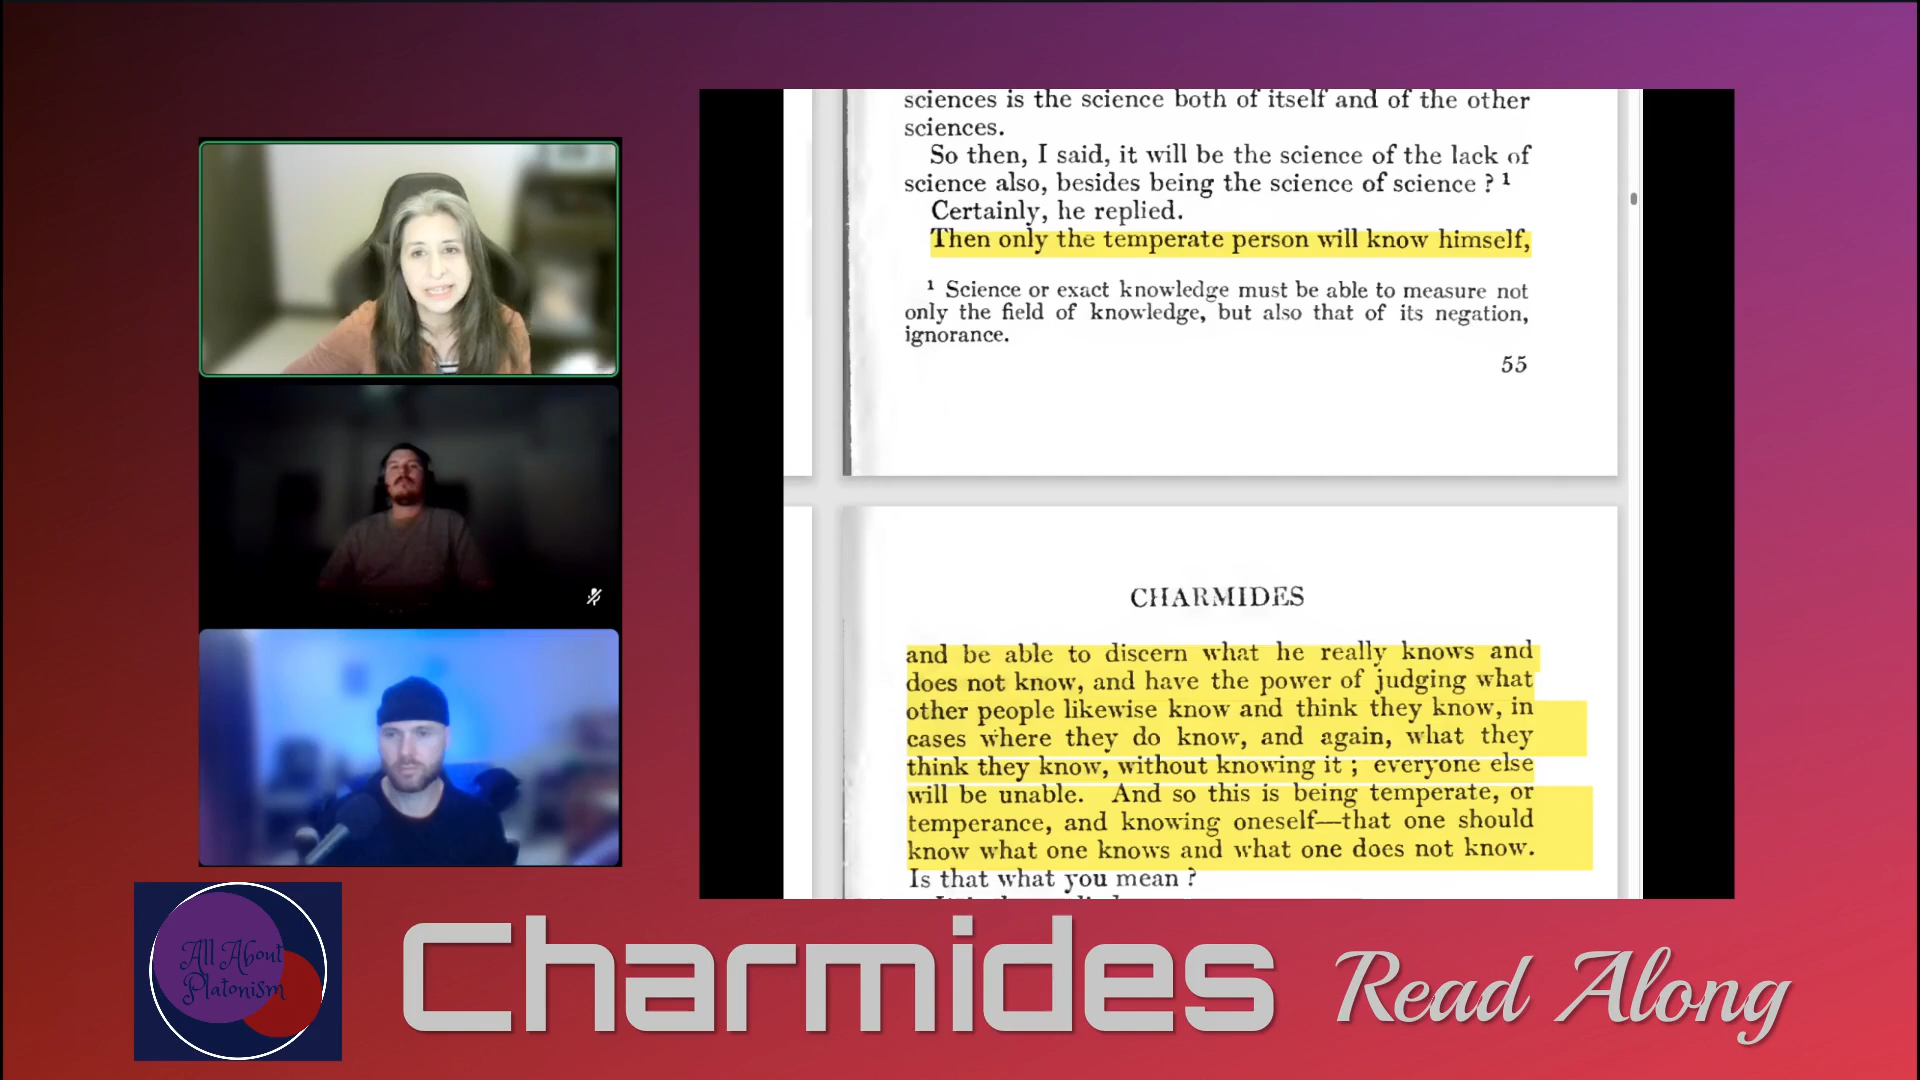 sciences is the science both of itself and of the other
sciences.
So then, I said, it will be the science of the lack of
science also, besides being the science of science ? ¹
Certainly, he replied.
Then only the temperate person will know himself,
¹ Science or exact knowledge must be able to measure not
only the field of knowledge, but also that of its negation,
ignorance.
55
CHARMIDES
and be able to discern what he really knows and
does not know, and have the power of judging what
other people likewise know and think they know, in
cases where they do know, and again, what they
think they know, without knowing it ; everyone else
will be unable. And so this is being temperate, or
temperance, and knowing oneself—that one should
know what one knows and what one does not know.
Is that what you mean ?
All About
Platonism
Charmides Read Along